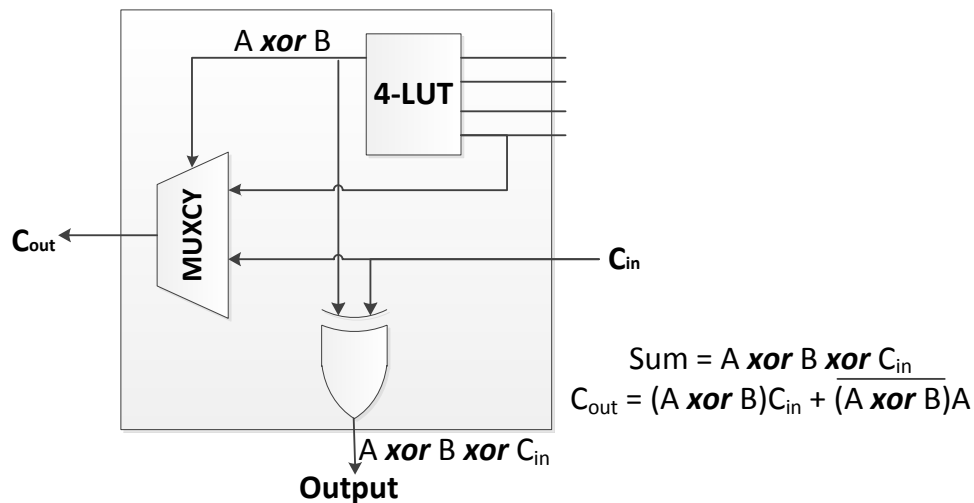 A xor B
4-LUT
MUXCY
Cout
Cin
Sum = A xor B xor Cin
Cout = (A xor B)Cin + (A xor B)A
A xor B xor Cin
Output